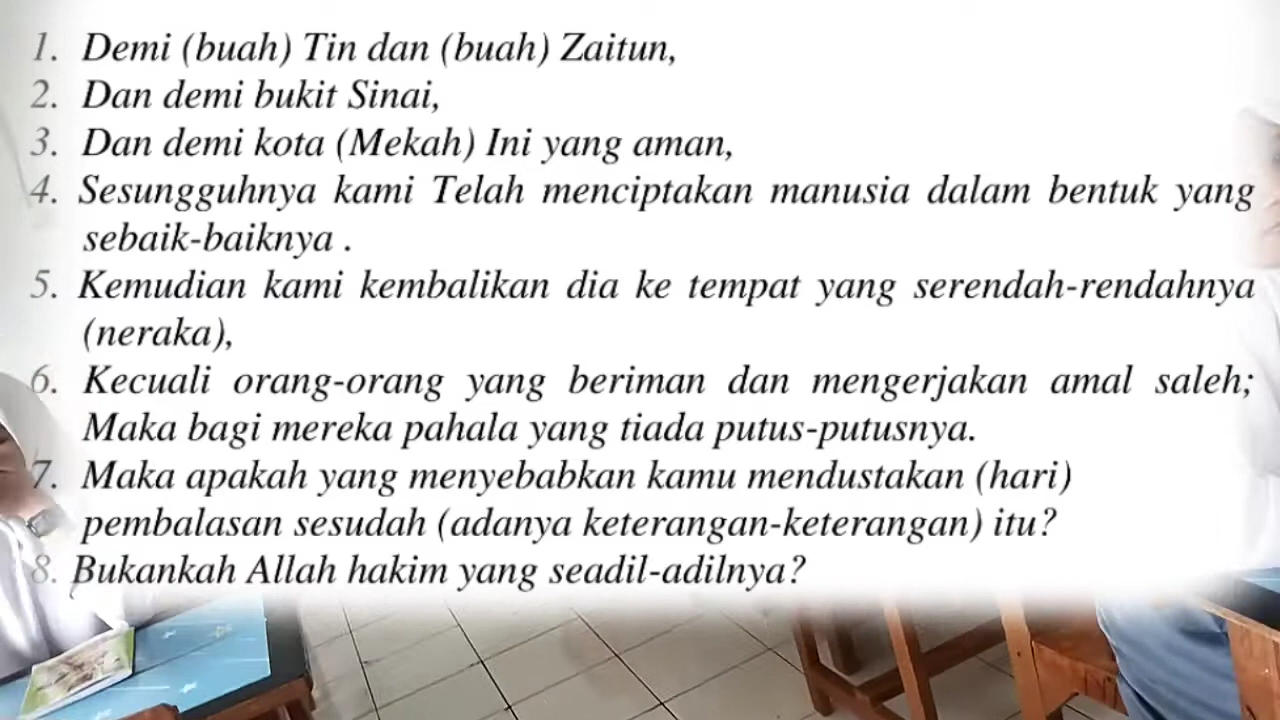 1. Demi (buah) Tin dan (buah) Zaitun,
2. Dan demi bukit Sinai,
3. Dan demi kota (Mekah) Ini yang aman,
4. Sesungguhnya kami Telah menciptakan manusia dalam bentuk yang
sebaik-baiknya .
5. Kemudian kami kembalikan dia ke tempat yang serendah-rendahnya
(neraka),
6. Kecuali orang-orang yang beriman dan mengerjakan amal saleh;
Maka bagi mereka pahala yang tiada putus-putusnya.
7. Maka apakah yang menyebabkan kamu mendustakan (hari)
pembalasan sesudah (adanya keterangan-keterangan) itu?
8. Bukankah Allah hakim yang seadil-adilnya?